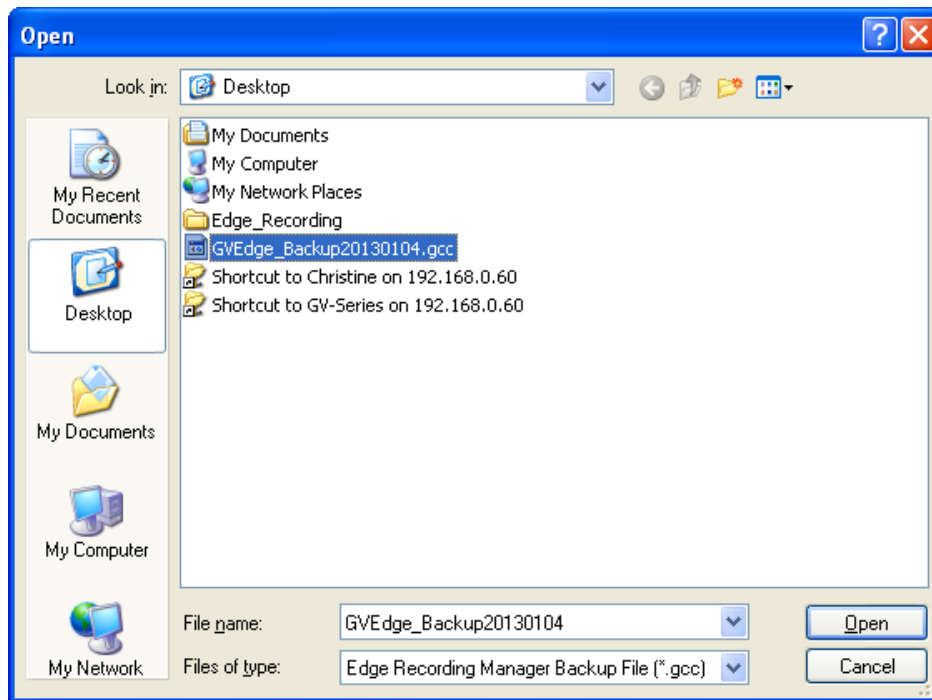 Open
Look in:
Desktop
My Recent
Documents
Desktop
My Documents
My Computer
My Network
My Documents
My Computer
My Network Places
Edge_Recording
GVEdge_Backup20130104.gcc
Shortcut to Christine on 192.168.0.60
Shortcut to GV-Series on 192.168.0.60
File name:
GVEdge_Backup20130104
Open
Files of type:
Edge Recording Manager Backup File (*.gcc)
Cancel